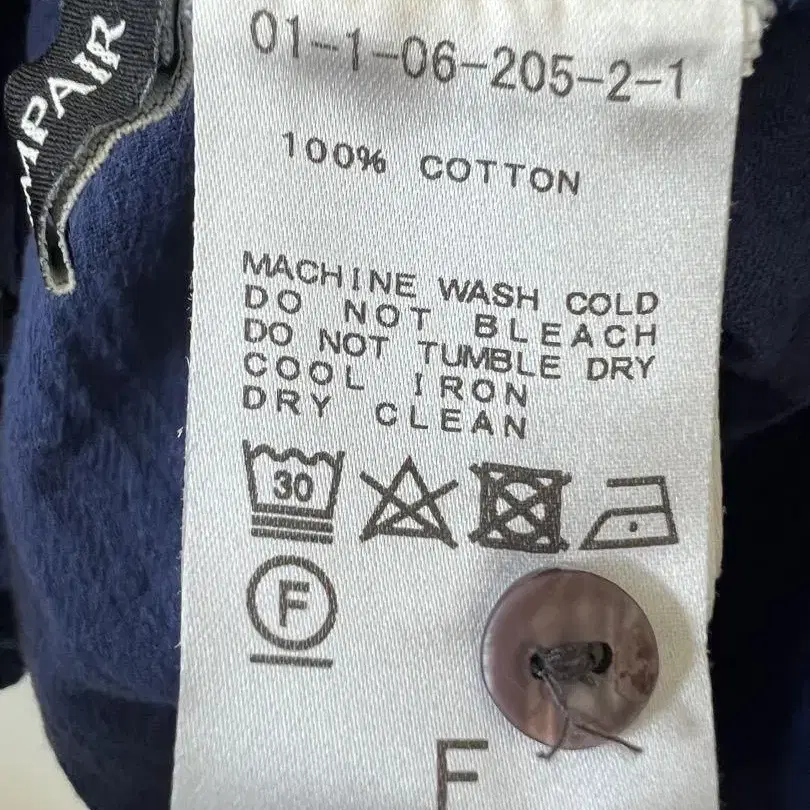 MPAIR
01-1-06-205-2-1
100% COTTON
MACHINE WASH COLD
DO NOT BLEACH
DO NOT TUMBLE DRY
COOL IRON
DRY CLEAN
30
F
F